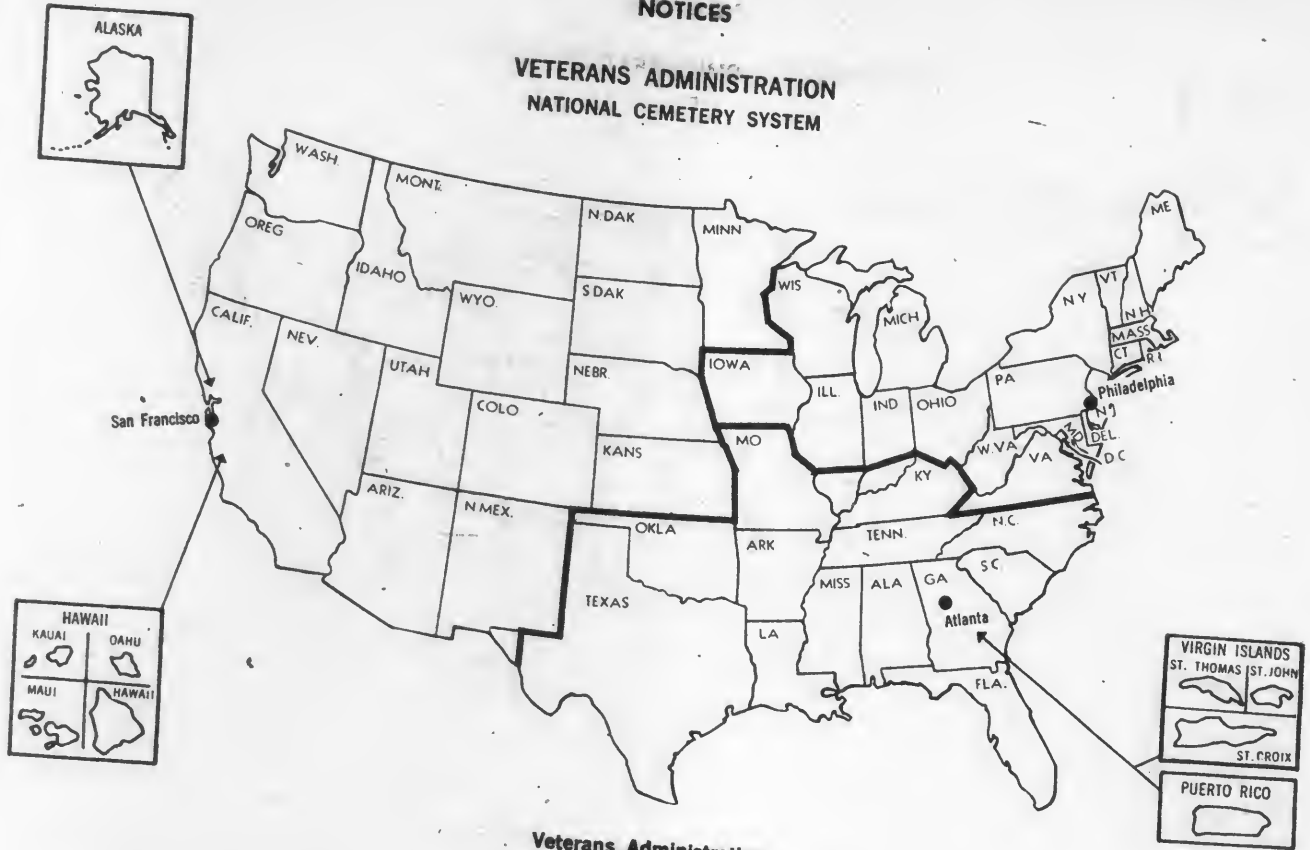 NOTICES
VETERANS ADMINISTRATION
NATIONAL CEMETERY SYSTEM
ALASKA
WASH.
MONT.
N.DAK
MINN
ME
OREG
IDAHO
WYO.
S.DAK
WIS
MICH
N Y
VT
N H
MASS
CT
R I
CALIF.
NEV.
UTAH
NEBR.
IOWA
ILL.
IND
OHIO
PA
Philadelphia
N J
San Francisco
COLO
KANS
MO
W.VA
VA
MD
DEL.
D.C
KY
ARIZ.
N MEX.
OKLA
ARK
TENN.
N.C.
S C
TEXAS
MISS
ALA
GA
Atlanta
LA
FLA.
HAWAII
KAUAI
OAHU
MAUI
HAWAII
VIRGIN ISLANDS
ST. THOMAS
ST. JOHN
ST. CROIX
PUERTO RICO
Veterans